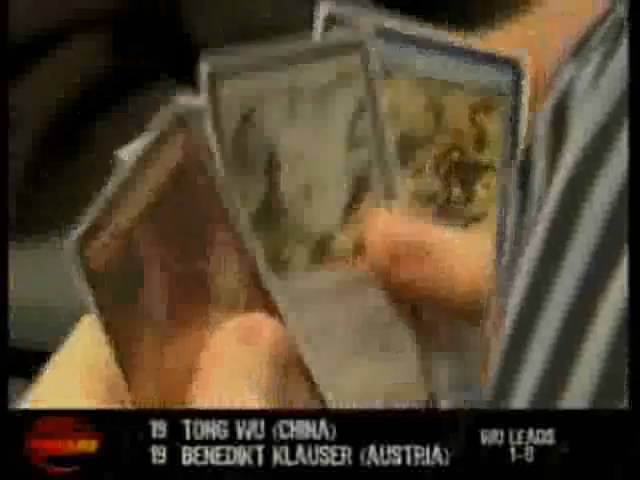 19 TONG WU (CHINA)
19 BENEDIKT KLAUSER (AUSTRIA)
WU LEADS
1-0